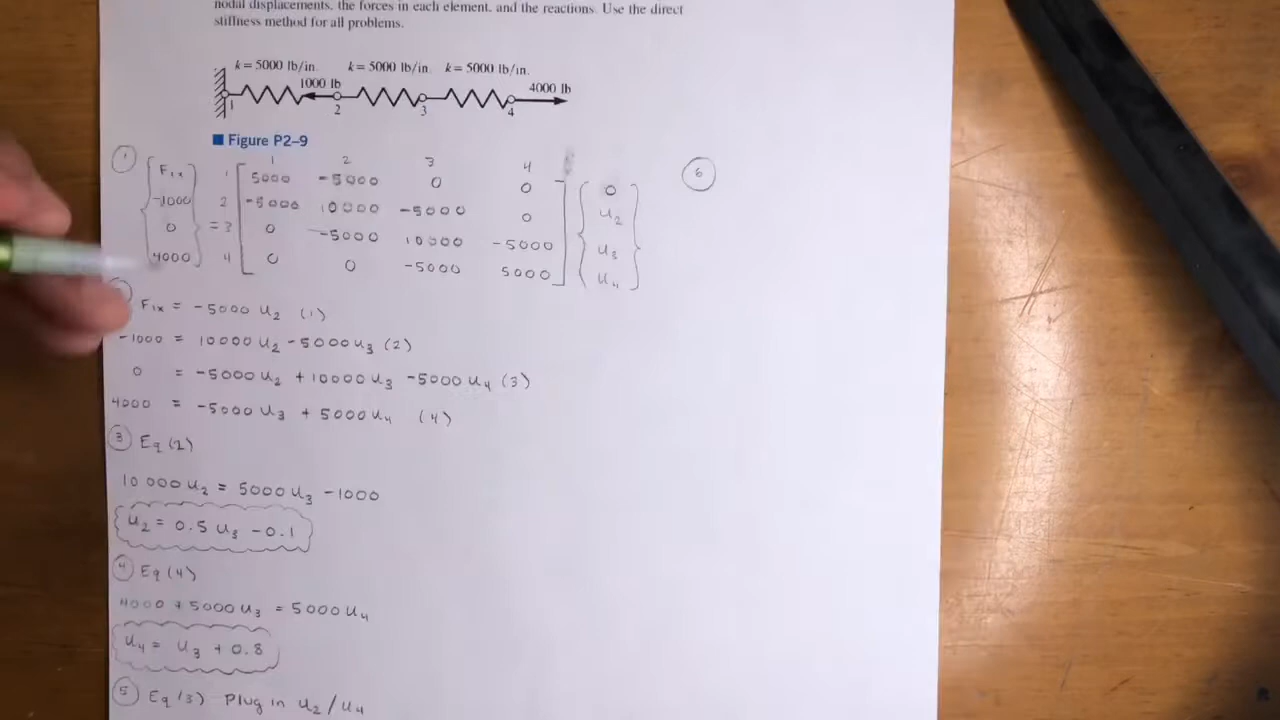 nodal displacements, the forces in each element, and the reactions. Use the direct
stiffness method for all problems.
k = 5000 lb/in. k = 5000 lb/in. k = 5000 lb/in.
1000 lb 4000 lb
1 2 3 4
■ Figure P2–9
1 2 3 4
① F1x 1 5000 -5000 0 0 0
-1000 2 -5000 10000 -5000 0 u2
0 = 3 0 -5000 10000 -5000 u3
4000 4 0 0 -5000 5000 u4
⑥
F1x = -5000 u2 (1)
-1000 = 10000 u2 - 5000 u3 (2)
0 = -5000 u2 + 10000 u3 - 5000 u4 (3)
4000 = -5000 u3 + 5000 u4 (4)
③ Eq (2)
10 000 u2 = 5000 u3 - 1000
u2 = 0.5 u3 - 0.1
④ Eq (4)
4000 + 5000 u3 = 5000 u4
u4 = u3 + 0.8
⑤ Eq (3) Plug in u2 / u4